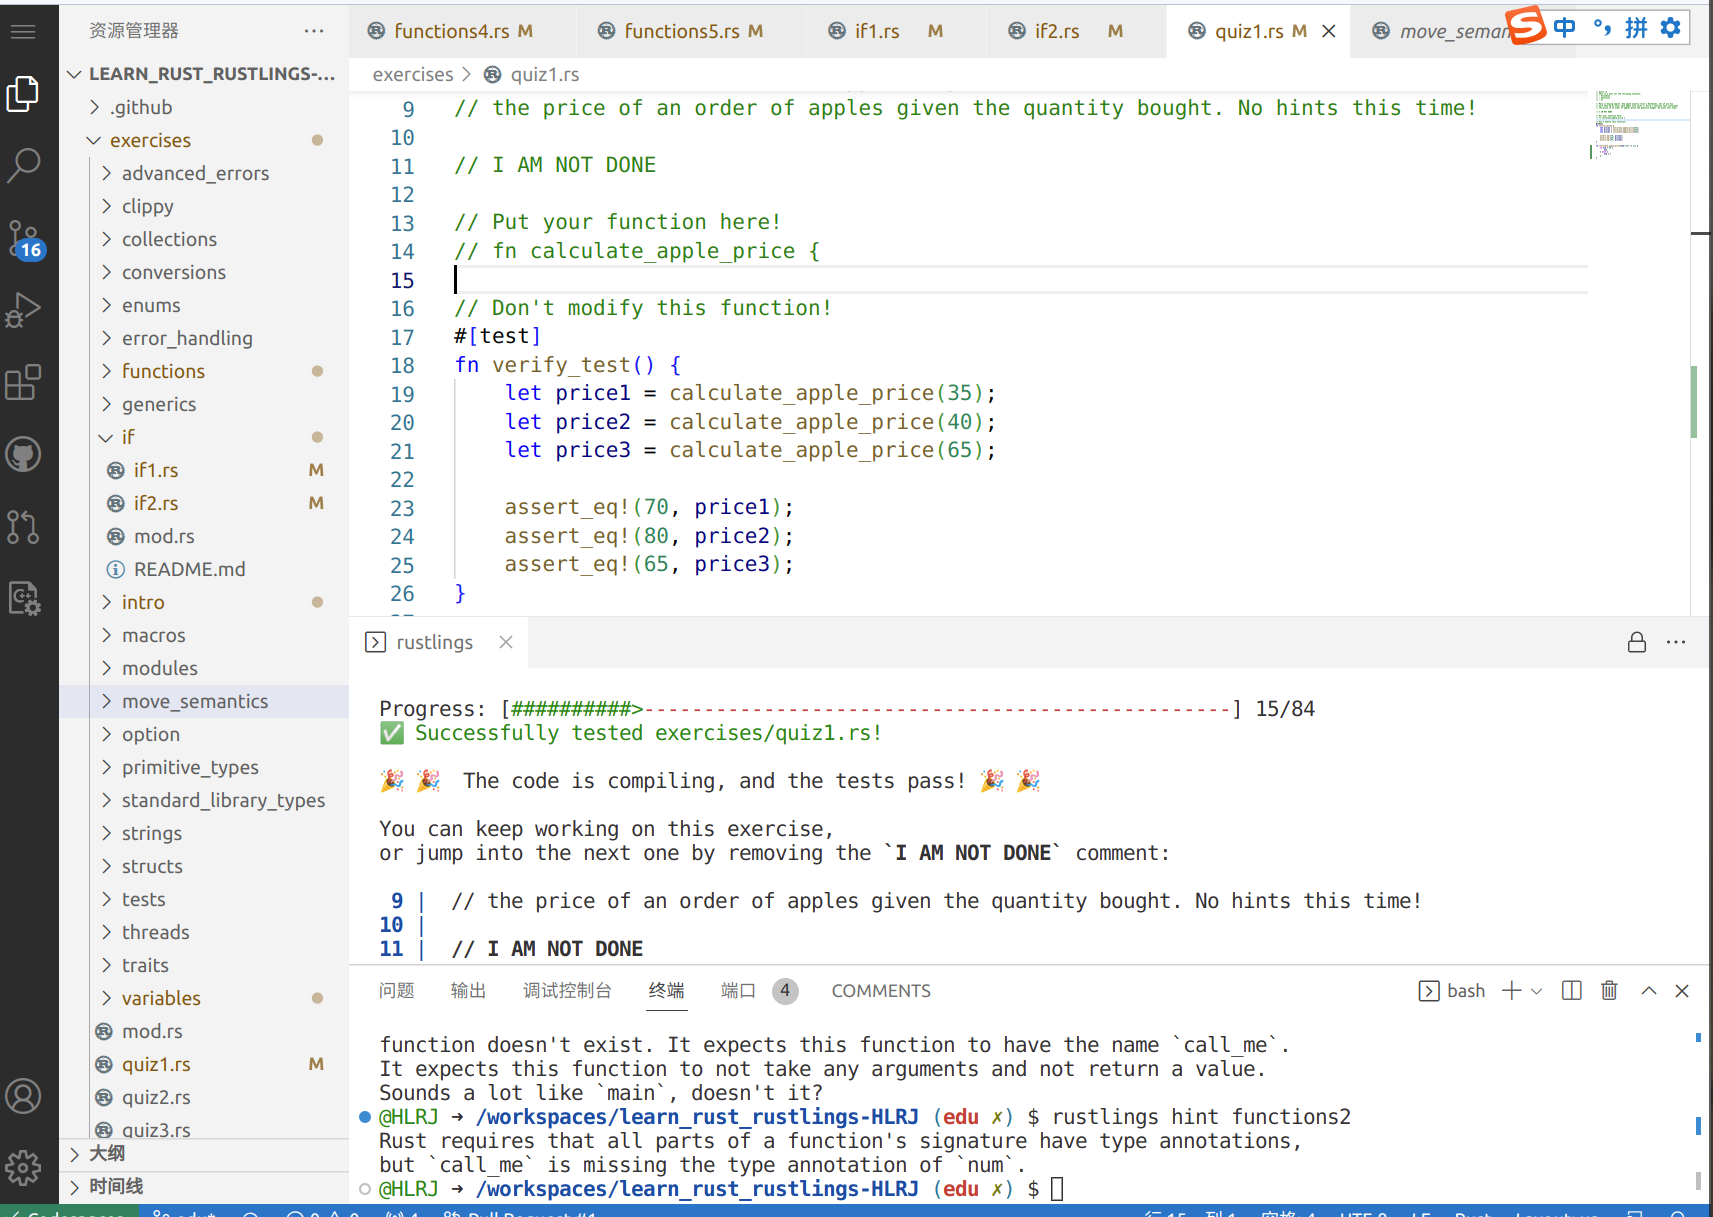 资源管理器
LEARN_RUST_RUSTLINGS-...
.github
exercises
advanced_errors
clippy
collections
conversions
enums
error_handling
functions
generics
if
if1.rs M
if2.rs M
mod.rs
README.md
intro
macros
modules
move_semantics
option
primitive_types
standard_library_types
strings
structs
tests
threads
traits
variables
mod.rs
quiz1.rs M
quiz2.rs
quiz3.rs
大纲
时间线
16
functions4.rs M
functions5.rs M
if1.rs M
if2.rs M
quiz1.rs M
move_seman
S 中 °, 拼
exercises > quiz1.rs
9 // the price of an order of apples given the quantity bought. No hints this time!
10
11 // I AM NOT DONE
12
13 // Put your function here!
14 // fn calculate_apple_price {
15
16 // Don't modify this function!
17 #[test]
18 fn verify_test() {
19 let price1 = calculate_apple_price(35);
20 let price2 = calculate_apple_price(40);
21 let price3 = calculate_apple_price(65);
22
23 assert_eq!(70, price1);
24 assert_eq!(80, price2);
25 assert_eq!(65, price3);
26 }
rustlings
Progress: [##########>-------------------------------------------------] 15/84
✅ Successfully tested exercises/quiz1.rs!
🎉 🎉 The code is compiling, and the tests pass! 🎉 🎉
You can keep working on this exercise,
or jump into the next one by removing the `I AM NOT DONE` comment:
9 | // the price of an order of apples given the quantity bought. No hints this time!
10 |
11 | // I AM NOT DONE
问题 输出 调试控制台 终端 端口 4 COMMENTS
bash
function doesn't exist. It expects this function to have the name `call_me`.
It expects this function to not take any arguments and not return a value.
Sounds a lot like `main`, doesn't it?
@HLRJ ➜ /workspaces/learn_rust_rustlings-HLRJ (edu ✗) $ rustlings hint functions2
Rust requires that all parts of a function's signature have type annotations,
but `call_me` is missing the type annotation of `num`.
@HLRJ ➜ /workspaces/learn_rust_rustlings-HLRJ (edu ✗) $